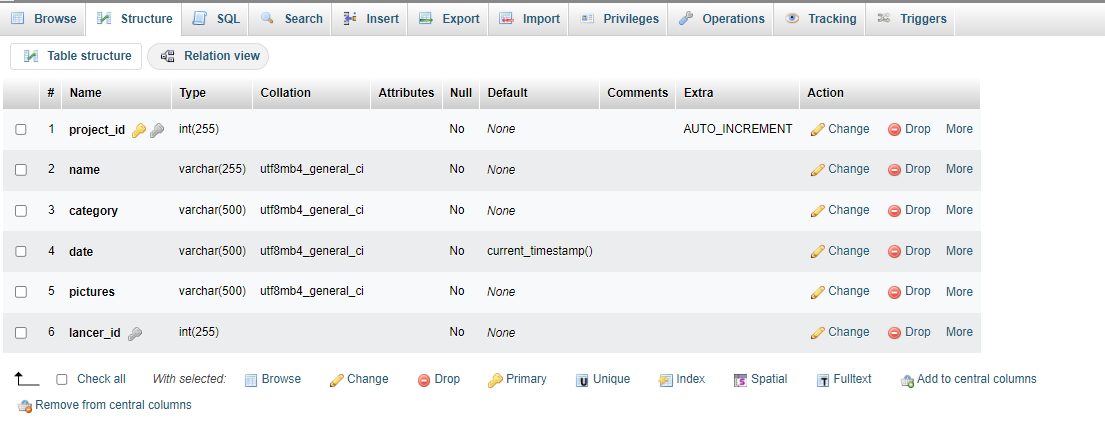 Browse Structure SQL Search Insert Export Import Privileges Operations Tracking Triggers
Table structure Relation view
# Name Type Collation Attributes Null Default Comments Extra Action
1 project_id int(255) No None AUTO_INCREMENT Change Drop More
2 name varchar(255) utf8mb4_general_ci No None Change Drop More
3 category varchar(500) utf8mb4_general_ci No None Change Drop More
4 date varchar(500) utf8mb4_general_ci No current_timestamp() Change Drop More
5 pictures varchar(500) utf8mb4_general_ci No None Change Drop More
6 lancer_id int(255) No None Change Drop More
Check all With selected: Browse Change Drop Primary Unique Index Spatial Fulltext Add to central columns
Remove from central columns